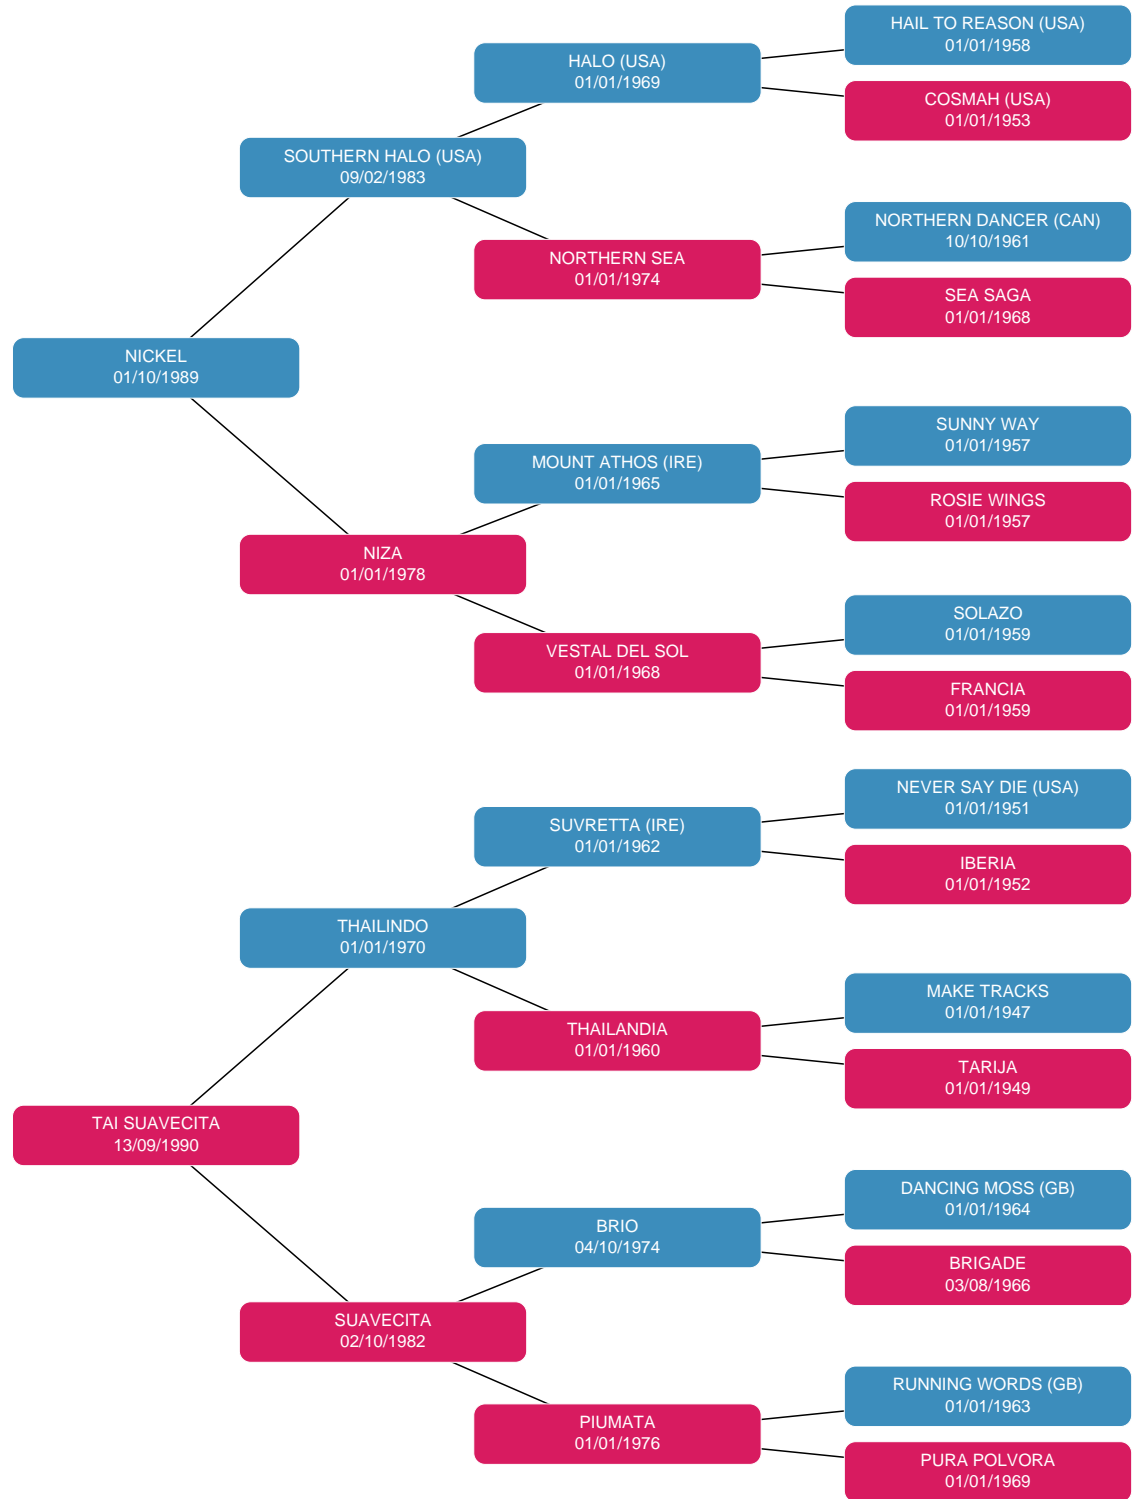 HAIL TO REASON (USA)
01/01/1958
HALO (USA)
01/01/1969
COSMAH (USA)
01/01/1953
SOUTHERN HALO (USA)
09/02/1983
NORTHERN DANCER (CAN)
10/10/1961
NORTHERN SEA
01/01/1974
SEA SAGA
01/01/1968
NICKEL
01/10/1989
SUNNY WAY
01/01/1957
MOUNT ATHOS (IRE)
01/01/1965
ROSIE WINGS
01/01/1957
NIZA
01/01/1978
SOLAZO
01/01/1959
VESTAL DEL SOL
01/01/1968
FRANCIA
01/01/1959
NEVER SAY DIE (USA)
01/01/1951
SUVRETTA (IRE)
01/01/1962
IBERIA
01/01/1952
THAILINDO
01/01/1970
MAKE TRACKS
01/01/1947
THAILANDIA
01/01/1960
TARIJA
01/01/1949
TAI SUAVECITA
13/09/1990
DANCING MOSS (GB)
01/01/1964
BRIO
04/10/1974
BRIGADE
03/08/1966
SUAVECITA
02/10/1982
RUNNING WORDS (GB)
01/01/1963
PIUMATA
01/01/1976
PURA POLVORA
01/01/1969